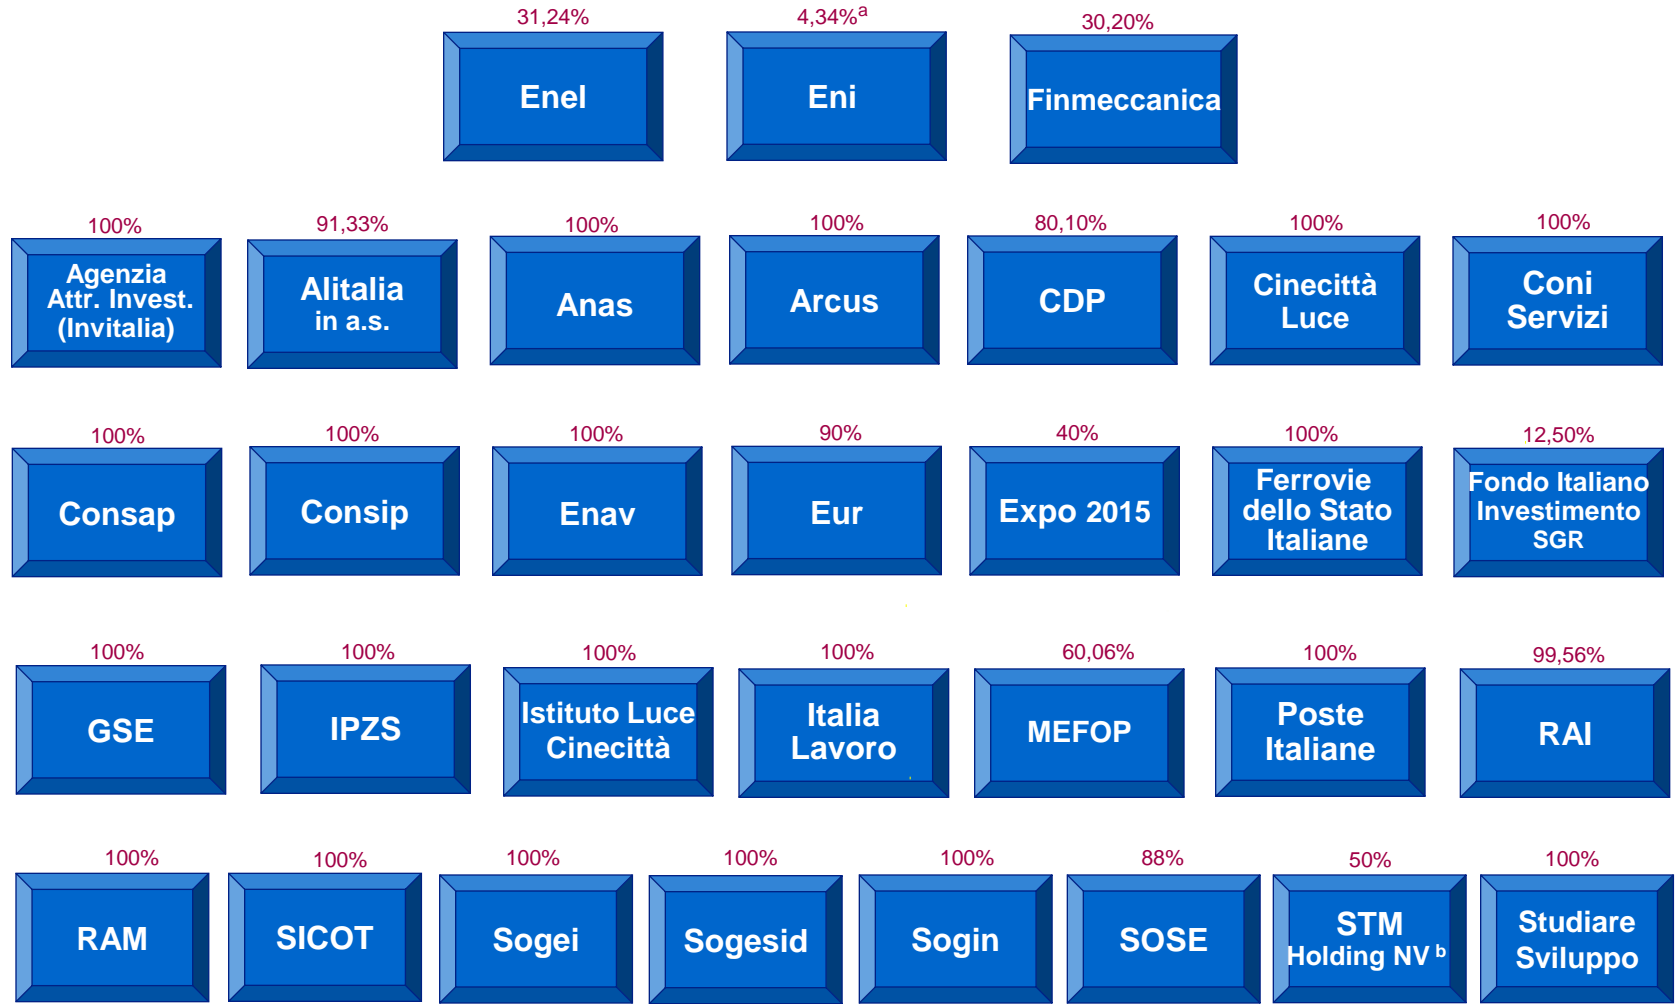 31,24%
4,34%a
30,20%
Enel
Eni
Finmeccanica
100%
91,33%
100%
100%
80,10%
100%
100%
Agenzia
Attr. Invest.
(Invitalia)
Alitalia
in a.s.
Anas
Arcus
CDP
Cinecittà
Luce
Coni
Servizi
100%
100%
100%
90%
40%
100%
12,50%
Consap
Consip
Enav
Eur
Expo 2015
Ferrovie
dello Stato
Italiane
Fondo Italiano
Investimento
SGR
100%
100%
100%
100%
60,06%
100%
99,56%
GSE
IPZS
Istituto Luce
Cinecittà
Italia
Lavoro
MEFOP
Poste
Italiane
RAI
100%
100%
100%
100%
100%
88%
50%
100%
RAM
SICOT
Sogei
Sogesid
Sogin
SOSE
STM
Holding NV b
Studiare
Sviluppo